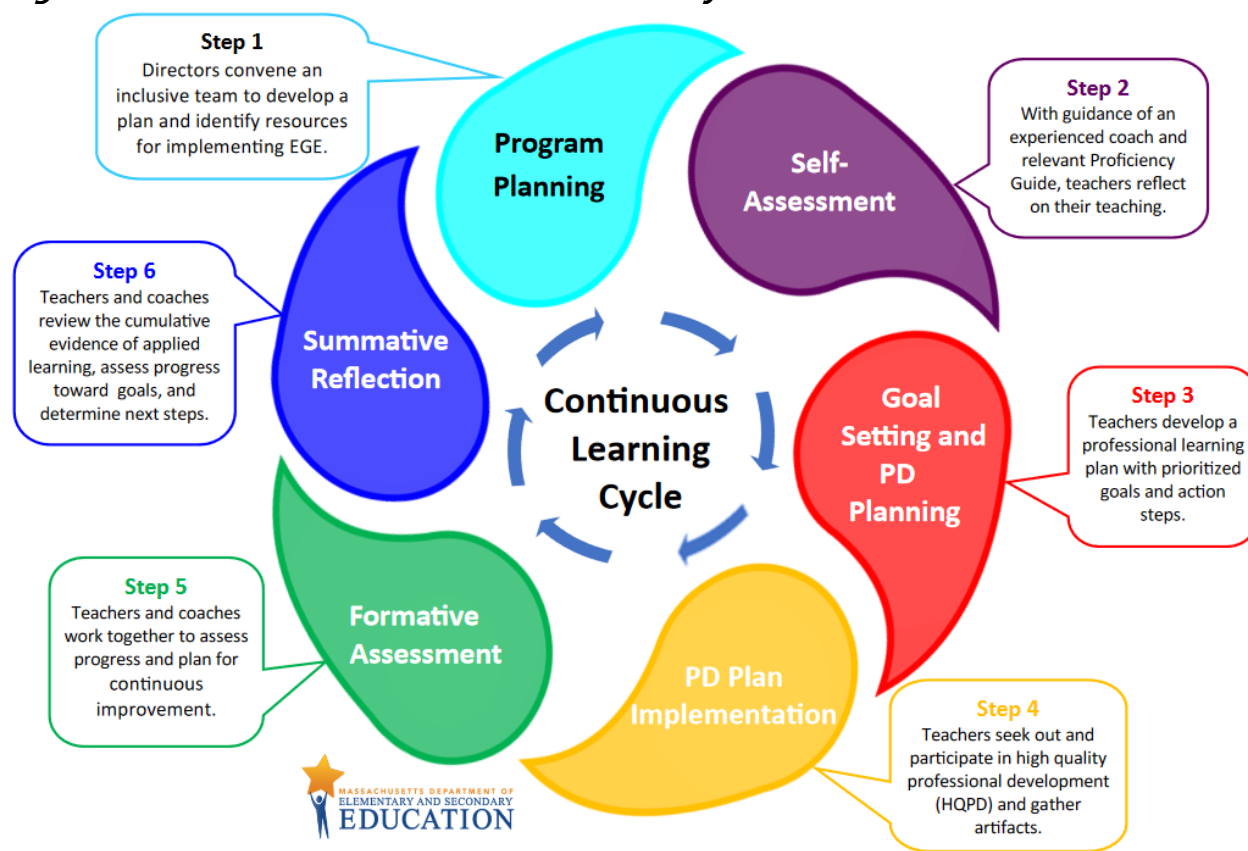 Step 1
Directors convene an
inclusive team to develop a
plan and identify resources
for implementing EGE.
Program
Planning
Self-
Assessment
Step 2
With guidance of an
experienced coach and
relevant Proficiency
Guide, teachers reflect
on their teaching.
Step 6
Teachers and coaches
review the cumulative
evidence of applied
learning, assess progress
toward goals, and
determine next steps.
Summative
Reflection
Continuous
Learning
Cycle
Goal
Setting and
PD
Planning
Step 3
Teachers develop a
professional learning
plan with prioritized
goals and action
steps.
Step 5
Teachers and coaches
work together to assess
progress and plan for
continuous
improvement.
Formative
Assessment
PD Plan
Implementation
Step 4
Teachers seek out and
participate in high quality
professional development
(HQPD) and gather
artifacts.
MASSACHUSETTS DEPARTMENT OF
ELEMENTARY AND SECONDARY
EDUCATION